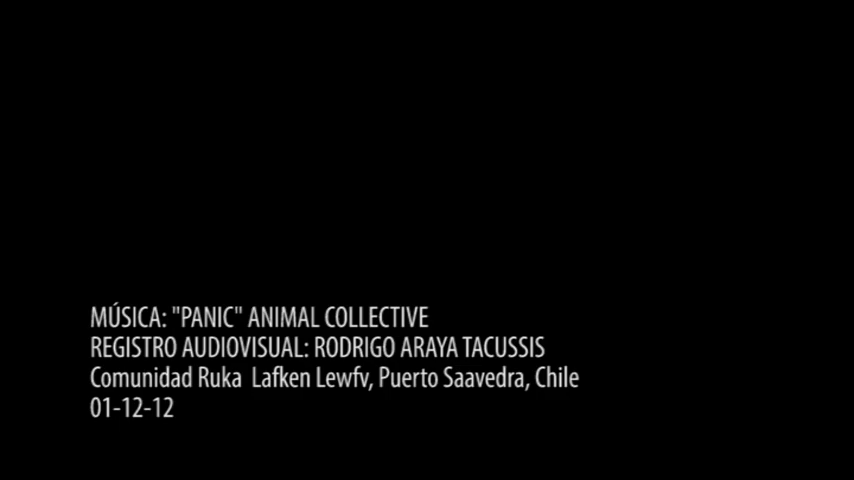 MÚSICA: "PANIC" ANIMAL COLLECTIVE
REGISTRO AUDIOVISUAL: RODRIGO ARAYA TACUSSIS
Comunidad Ruka Lafken Lewfv, Puerto Saavedra, Chile
01-12-12